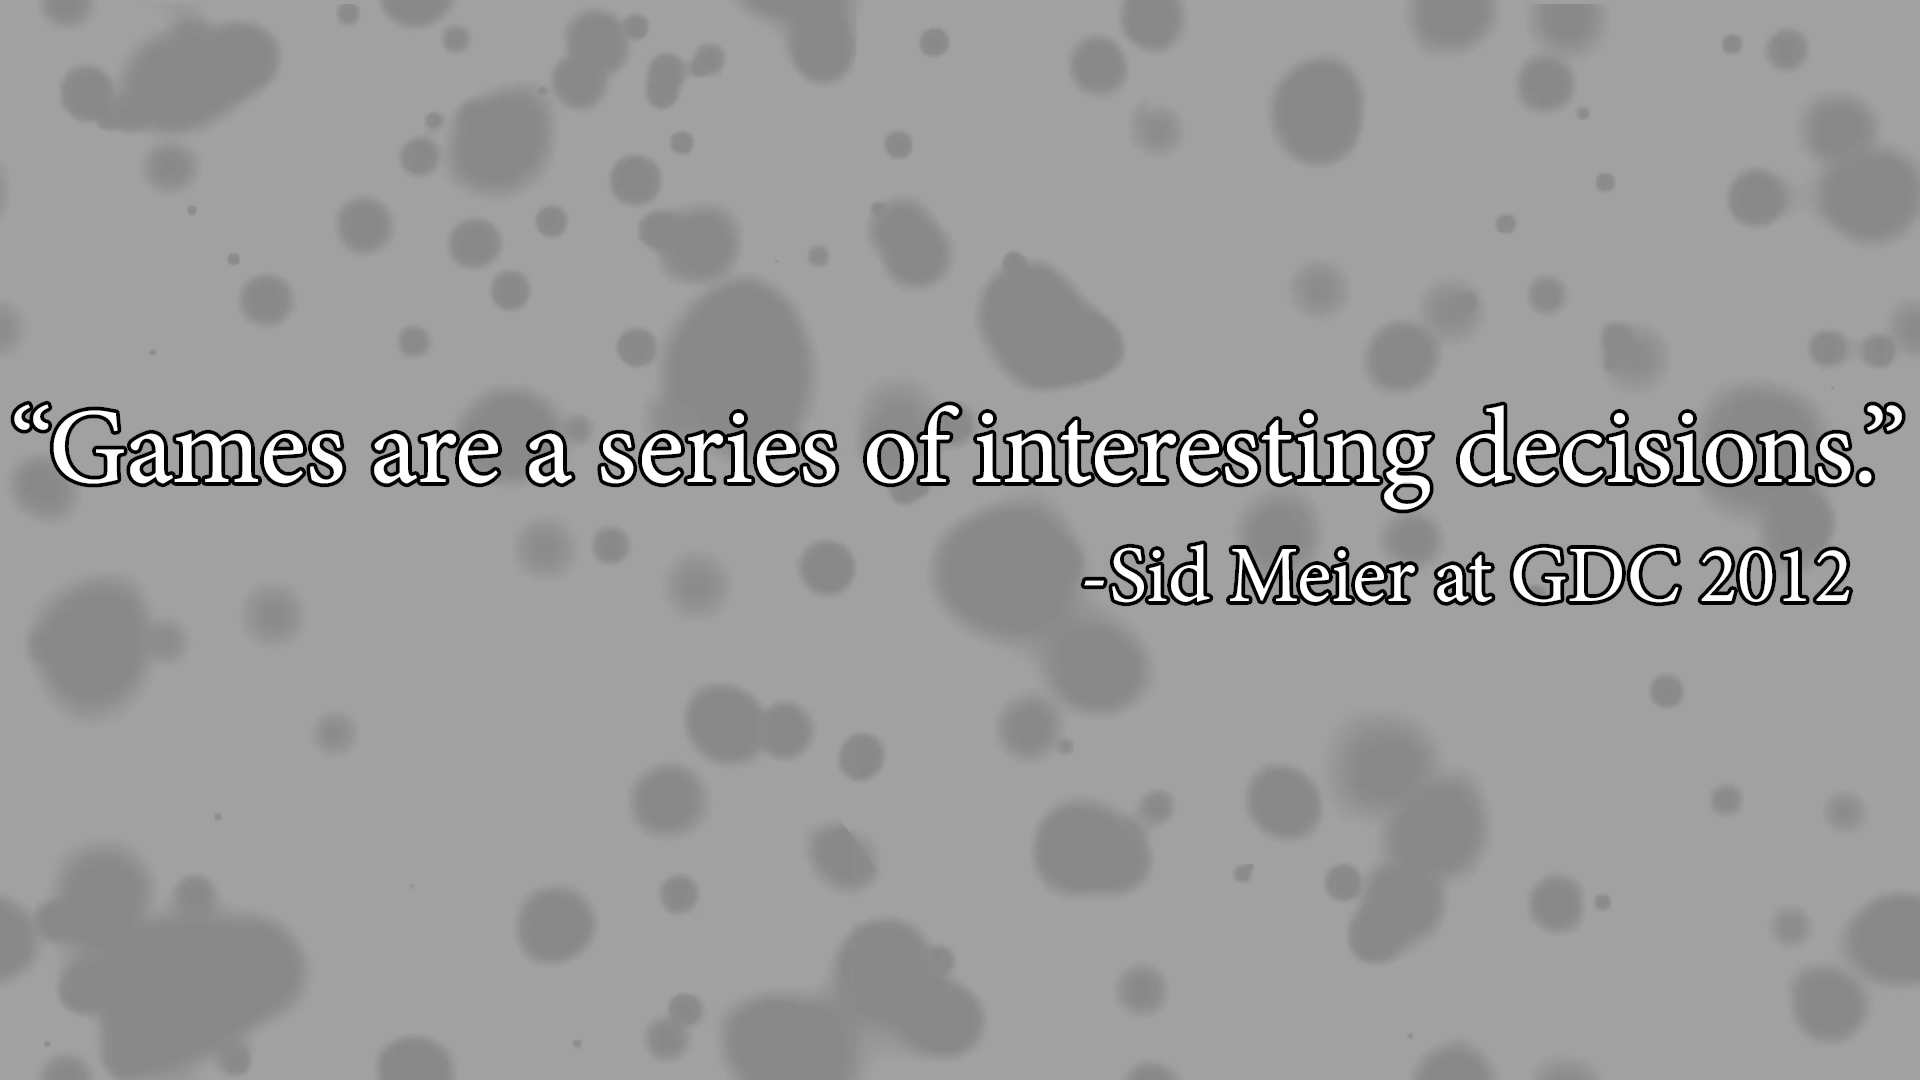 “Games are a series of interesting decisions.”
-Sid Meier at GDC 2012